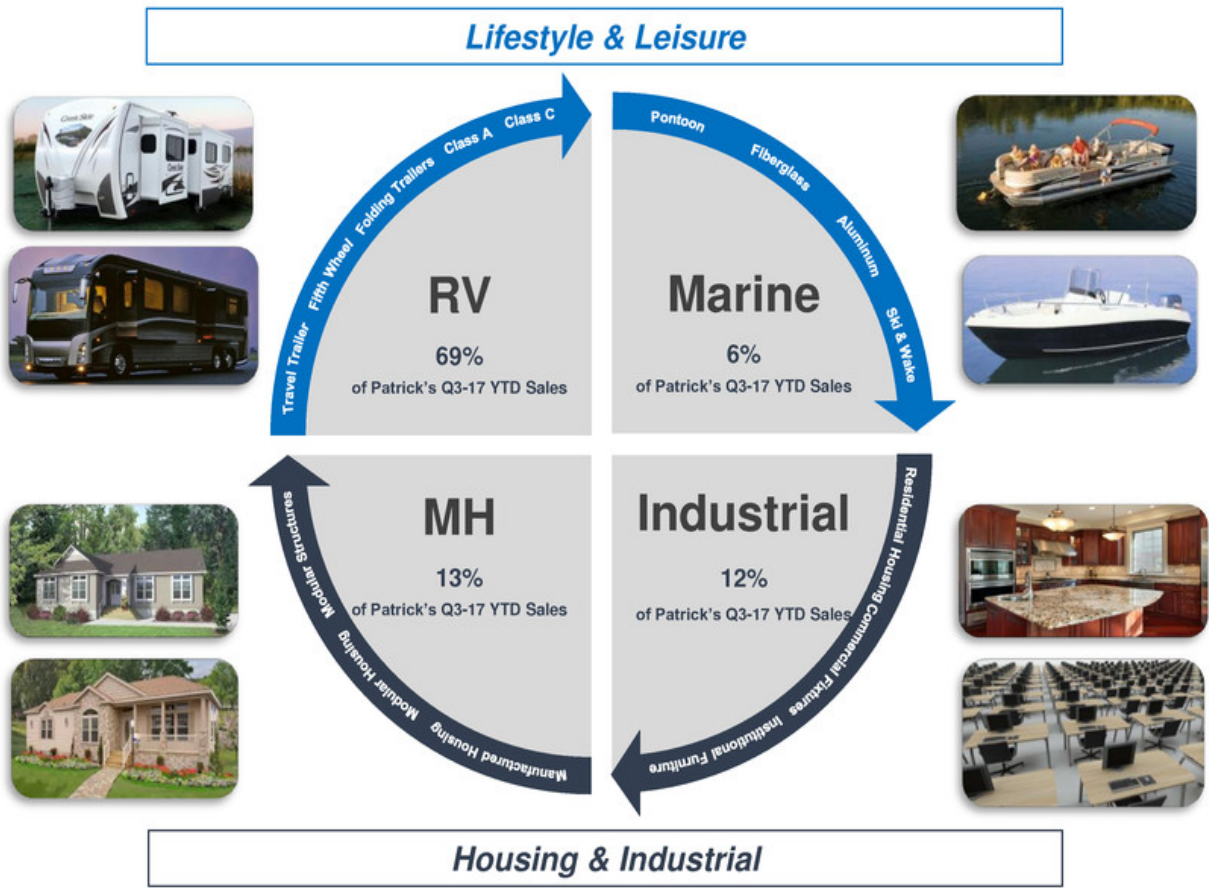 Lifestyle & Leisure
Travel Trailer Fifth Wheel Folding Trailers Class A Class C
RV
69%
of Patrick's Q3-17 YTD Sales
Pontoon Fiberglass Aluminum Ski & Wake
Marine
6%
of Patrick's Q3-17 YTD Sales
Manufactured Housing Modular Housing Modular Structures
MH
13%
of Patrick's Q3-17 YTD Sales
Residential Housing Commercial Fixtures Institutional Furniture
Industrial
12%
of Patrick's Q3-17 YTD Sales
Housing & Industrial